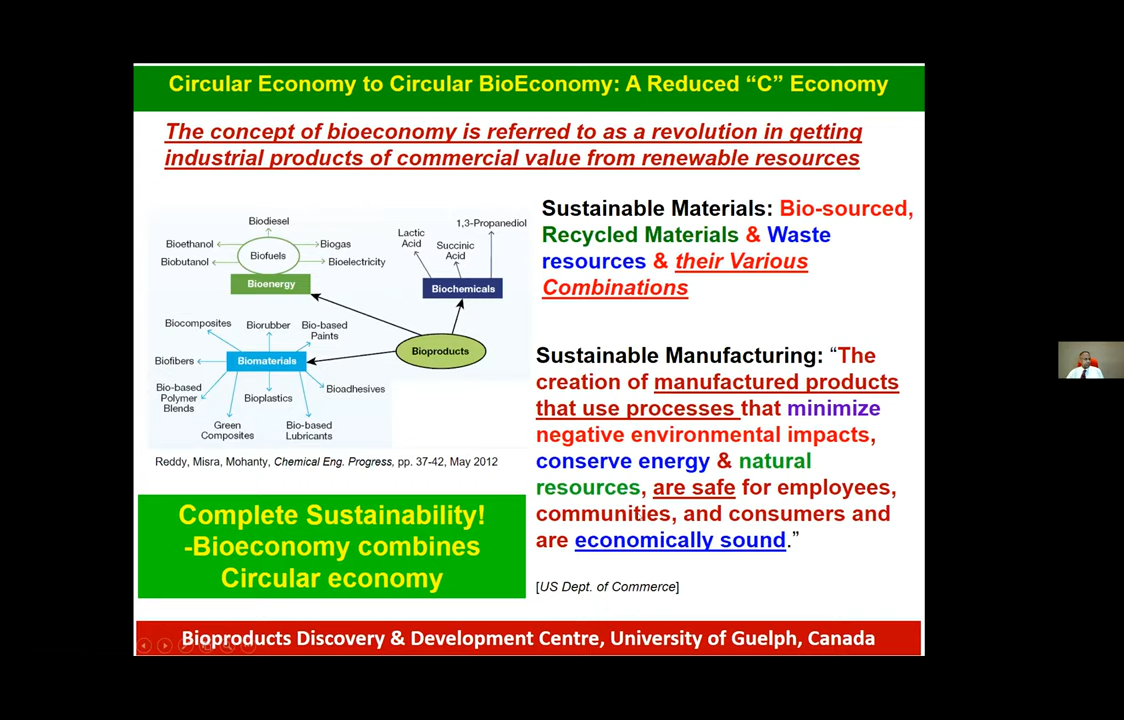 Circular Economy to Circular BioEconomy: A Reduced “C” Economy
The concept of bioeconomy is referred to as a revolution in getting
industrial products of commercial value from renewable resources
Biodiesel
Bioethanol
Biofuels
Biogas
Biobutanol
Bioelectricity
Bioenergy
1,3-Propanediol
Lactic
Acid
Succinic
Acid
Biochemicals
Bioproducts
Biocomposites
Biorubber
Bio-based
Paints
Biofibers
Biomaterials
Bio-based
Polymer
Blends
Bioplastics
Bioadhesives
Green
Composites
Bio-based
Lubricants
Reddy, Misra, Mohanty, Chemical Eng. Progress, pp. 37-42, May 2012
Complete Sustainability!
-Bioeconomy combines
Circular economy
Sustainable Materials: Bio-sourced,
Recycled Materials & Waste
resources & their Various
Combinations
Sustainable Manufacturing: “The
creation of manufactured products
that use processes that minimize
negative environmental impacts,
conserve energy & natural
resources, are safe for employees,
communities, and consumers and
are economically sound.”
[US Dept. of Commerce]
Bioproducts Discovery & Development Centre, University of Guelph, Canada